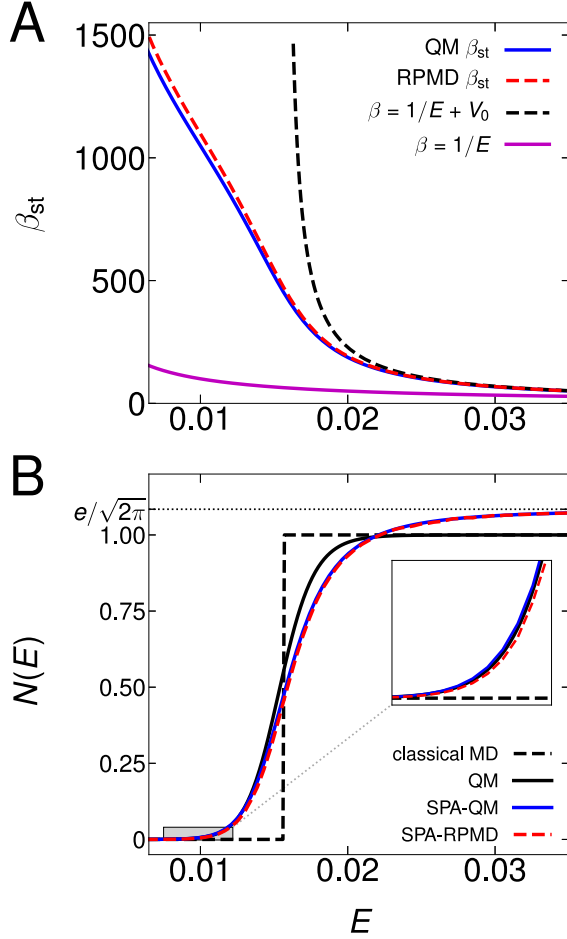 A
1500
1000
500
0
β_st
QM β_st
RPMD β_st
β = 1/E + V₀
β = 1/E
0.01
0.02
0.03
B
e/√2π
1.00
0.75
0.50
0.25
0
N(E)
classical MD
QM
SPA-QM
SPA-RPMD
0.01
0.02
0.03
E